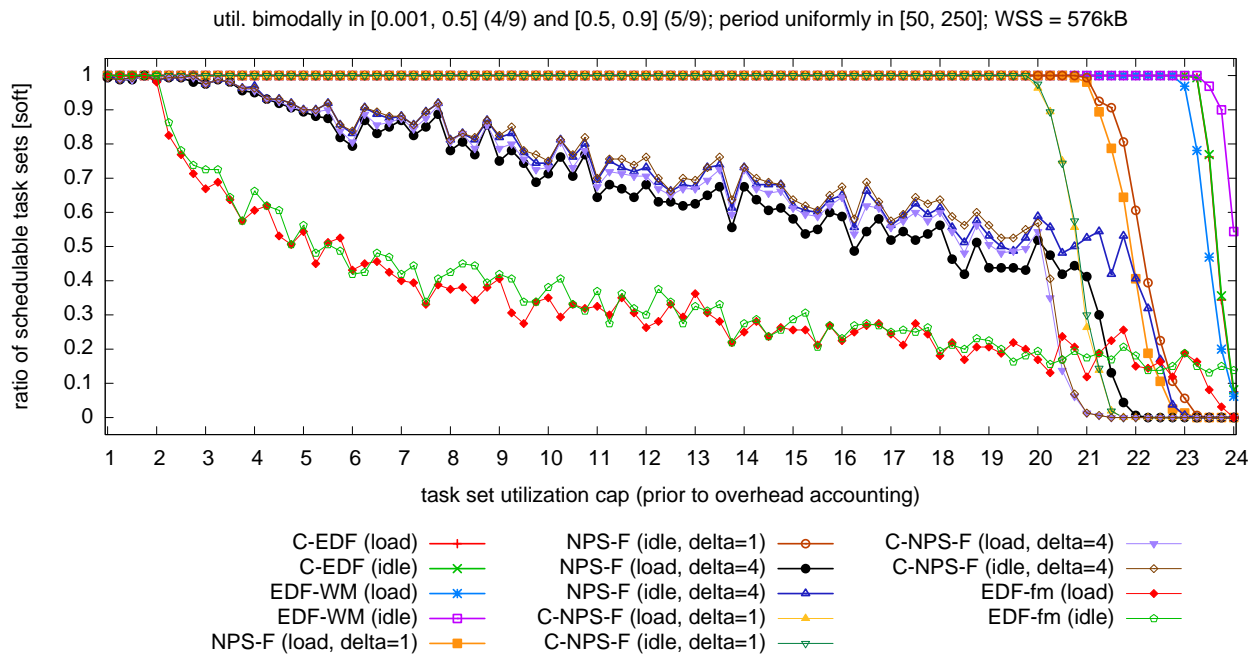 util. bimodally in [0.001, 0.5] (4/9) and [0.5, 0.9] (5/9); period uniformly in [50, 250]; WSS = 576kB
ratio of schedulable task sets [soft]
1
0.9
0.8
0.7
0.6
0.5
0.4
0.3
0.2
0.1
0
1 2 3 4 5 6 7 8 9 10 11 12 13 14 15 16 17 18 19 20 21 22 23 24
task set utilization cap (prior to overhead accounting)
C-EDF (load)
C-EDF (idle)
EDF-WM (load)
EDF-WM (idle)
NPS-F (load, delta=1)
NPS-F (idle, delta=1)
NPS-F (load, delta=4)
NPS-F (idle, delta=4)
C-NPS-F (load, delta=1)
C-NPS-F (idle, delta=1)
C-NPS-F (load, delta=4)
C-NPS-F (idle, delta=4)
EDF-fm (load)
EDF-fm (idle)